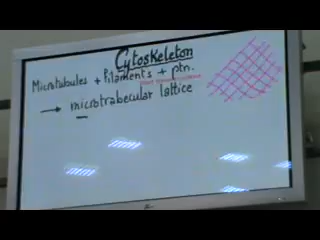 Cytoskeleton
Microtubules + filaments + ptn.
→ microtrabecular lattice